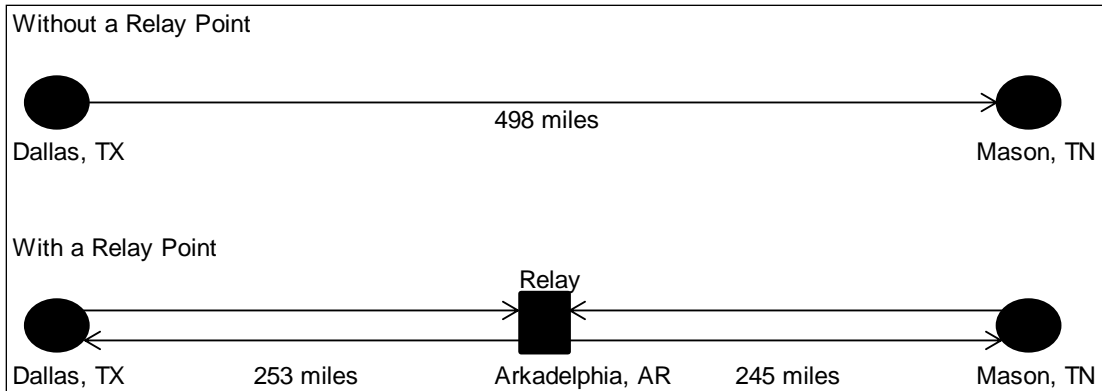 Without a Relay Point
498 miles
Dallas, TX Mason, TN
With a Relay Point
Relay
Dallas, TX 253 miles Arkadelphia, AR 245 miles Mason, TN